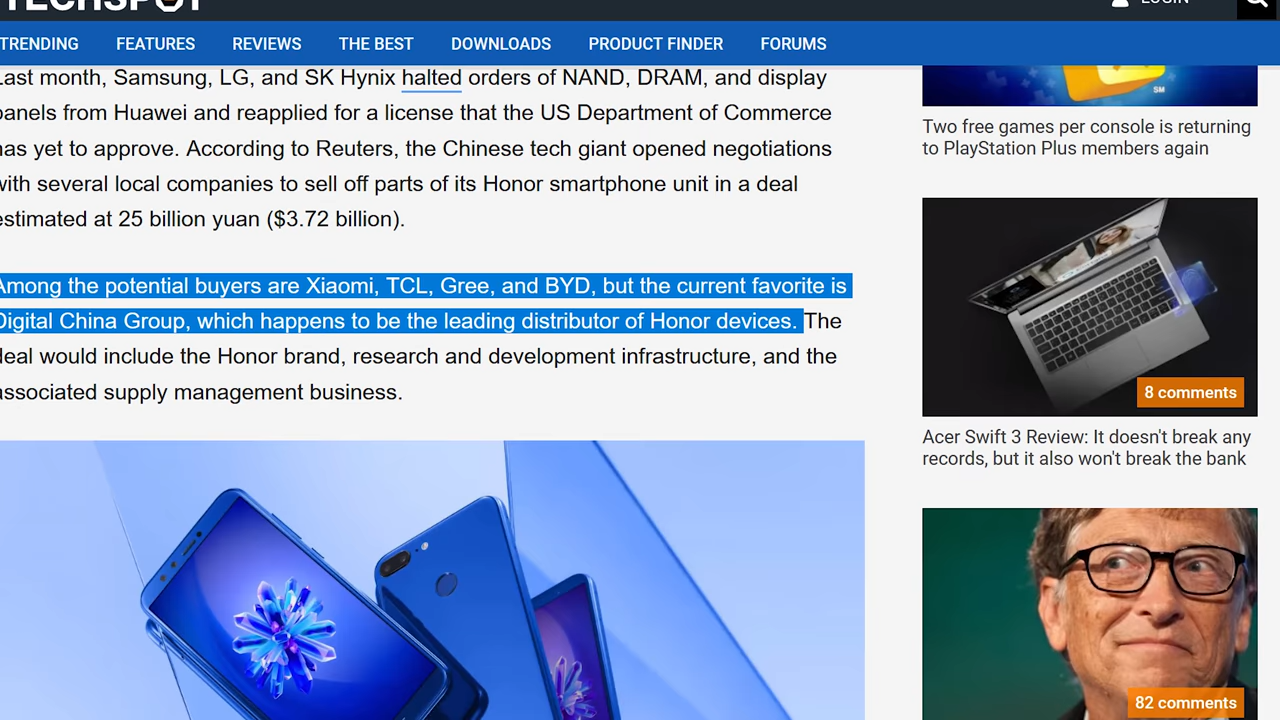 TECHSPOT
LOGIN
TRENDING FEATURES REVIEWS THE BEST DOWNLOADS PRODUCT FINDER FORUMS
Last month, Samsung, LG, and SK Hynix halted orders of NAND, DRAM, and display
panels from Huawei and reapplied for a license that the US Department of Commerce
has yet to approve. According to Reuters, the Chinese tech giant opened negotiations
with several local companies to sell off parts of its Honor smartphone unit in a deal
estimated at 25 billion yuan ($3.72 billion).
Among the potential buyers are Xiaomi, TCL, Gree, and BYD, but the current favorite is
Digital China Group, which happens to be the leading distributor of Honor devices. The
deal would include the Honor brand, research and development infrastructure, and the
associated supply management business.
SM
Two free games per console is returning
to PlayStation Plus members again
8 comments
Acer Swift 3 Review: It doesn't break any
records, but it also won't break the bank
82 comments